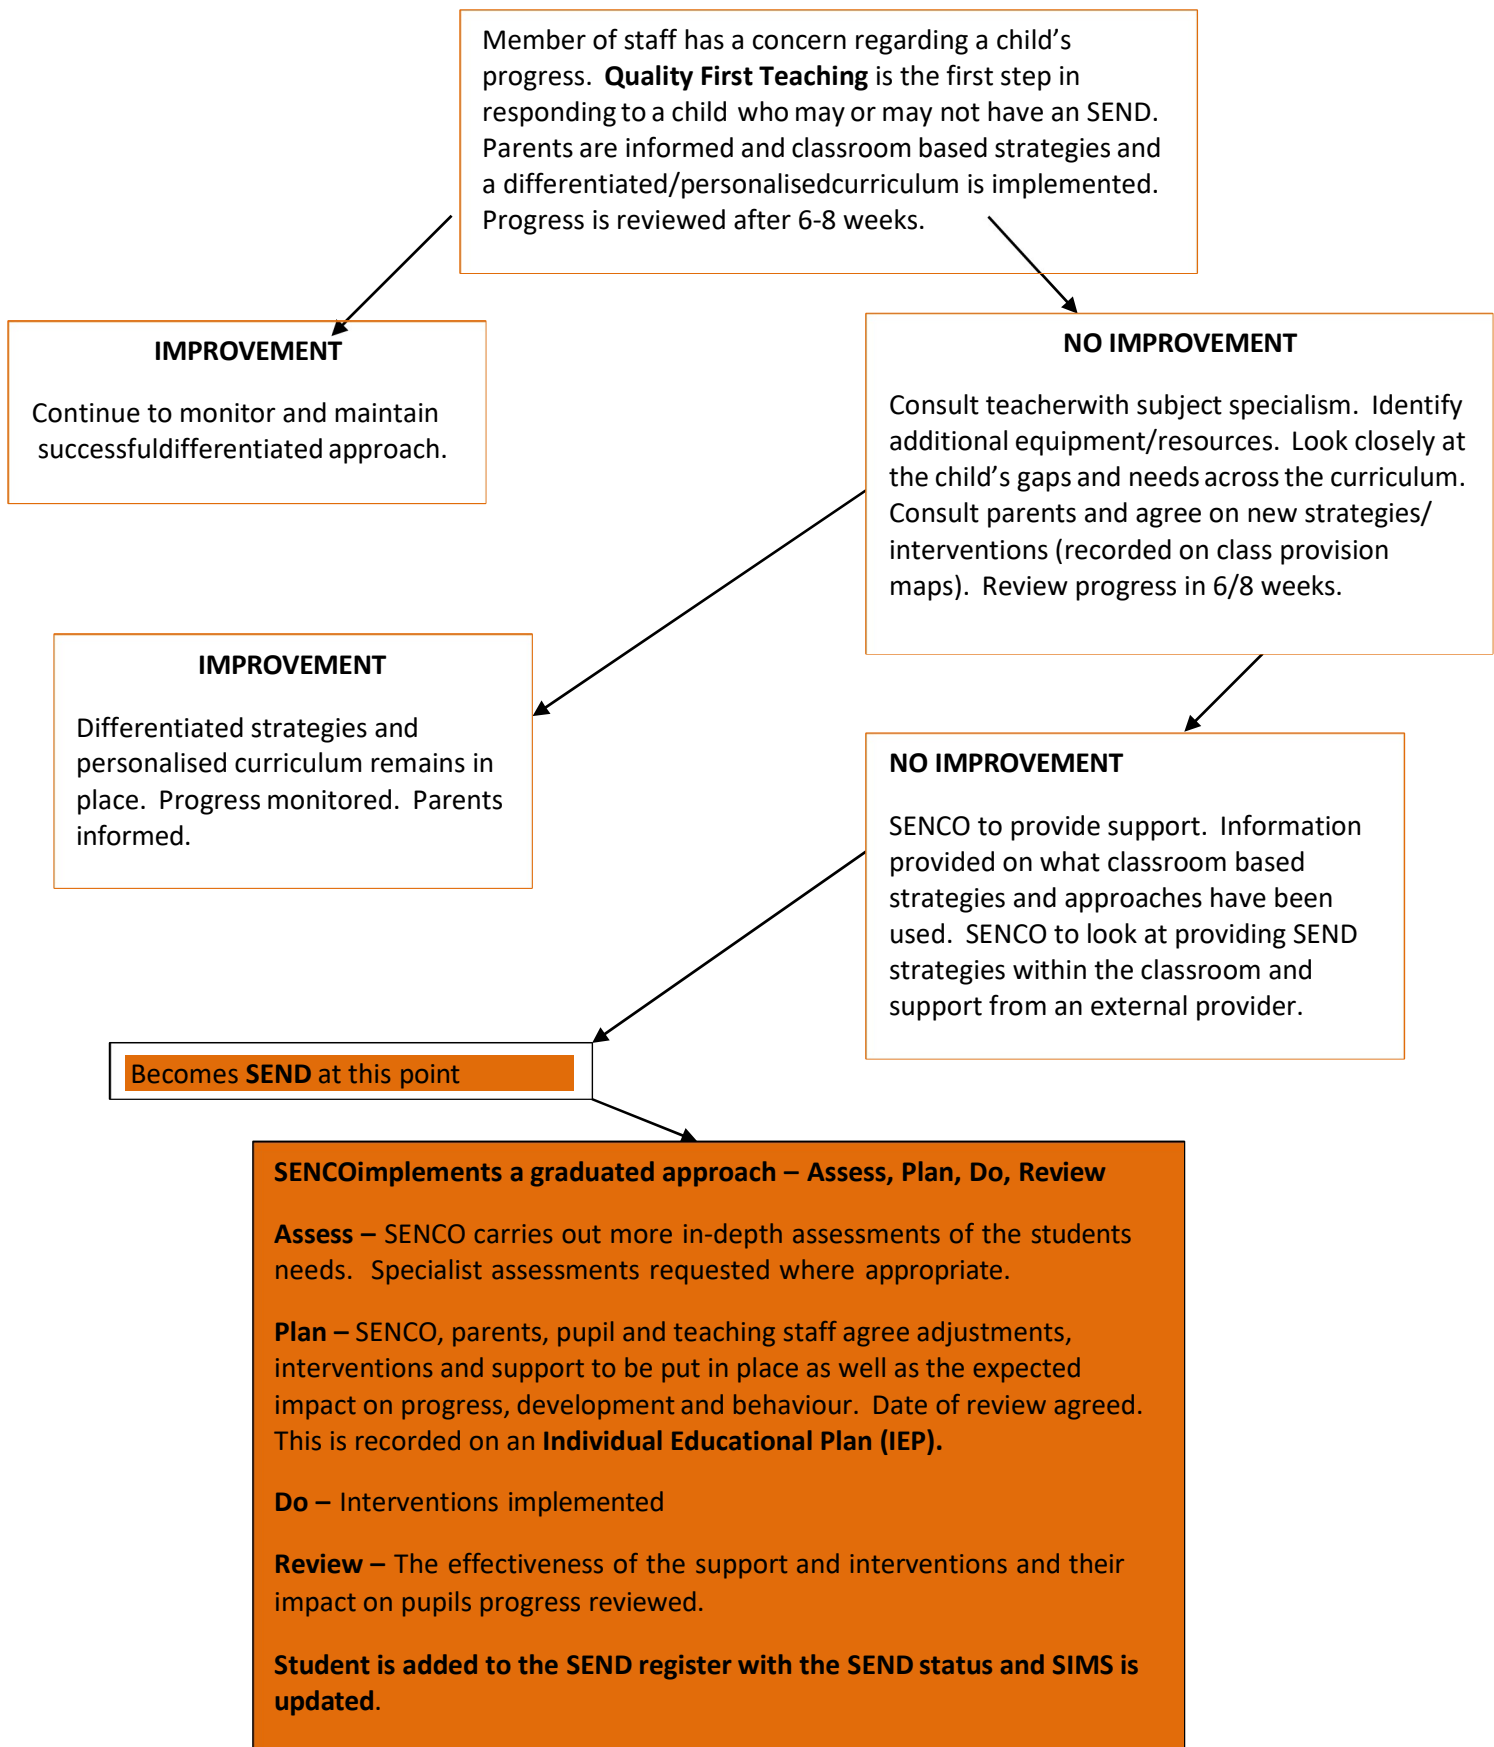 Member of staff has a concern regarding a child’s
progress. Quality First Teaching is the first step in
responding to a child who may or may not have an SEND.
Parents are informed and classroom based strategies and
a differentiated/personalisedcurriculum is implemented.
Progress is reviewed after 6-8 weeks.
IMPROVEMENT
Continue to monitor and maintain
successfuldifferentiated approach.
NO IMPROVEMENT
Consult teacherwith subject specialism. Identify
additional equipment/resources. Look closely at
the child’s gaps and needs across the curriculum.
Consult parents and agree on new strategies/
interventions (recorded on class provision
maps). Review progress in 6/8 weeks.
IMPROVEMENT
Differentiated strategies and
personalised curriculum remains in
place. Progress monitored. Parents
informed.
NO IMPROVEMENT
SENCO to provide support. Information
provided on what classroom based
strategies and approaches have been
used. SENCO to look at providing SEND
strategies within the classroom and
support from an external provider.
Becomes SEND at this point
SENCOimplements a graduated approach – Assess, Plan, Do, Review
Assess – SENCO carries out more in-depth assessments of the students
needs. Specialist assessments requested where appropriate.
Plan – SENCO, parents, pupil and teaching staff agree adjustments,
interventions and support to be put in place as well as the expected
impact on progress, development and behaviour. Date of review agreed.
This is recorded on an Individual Educational Plan (IEP).
Do – Interventions implemented
Review – The effectiveness of the support and interventions and their
impact on pupils progress reviewed.
Student is added to the SEND register with the SEND status and SIMS is
updated.